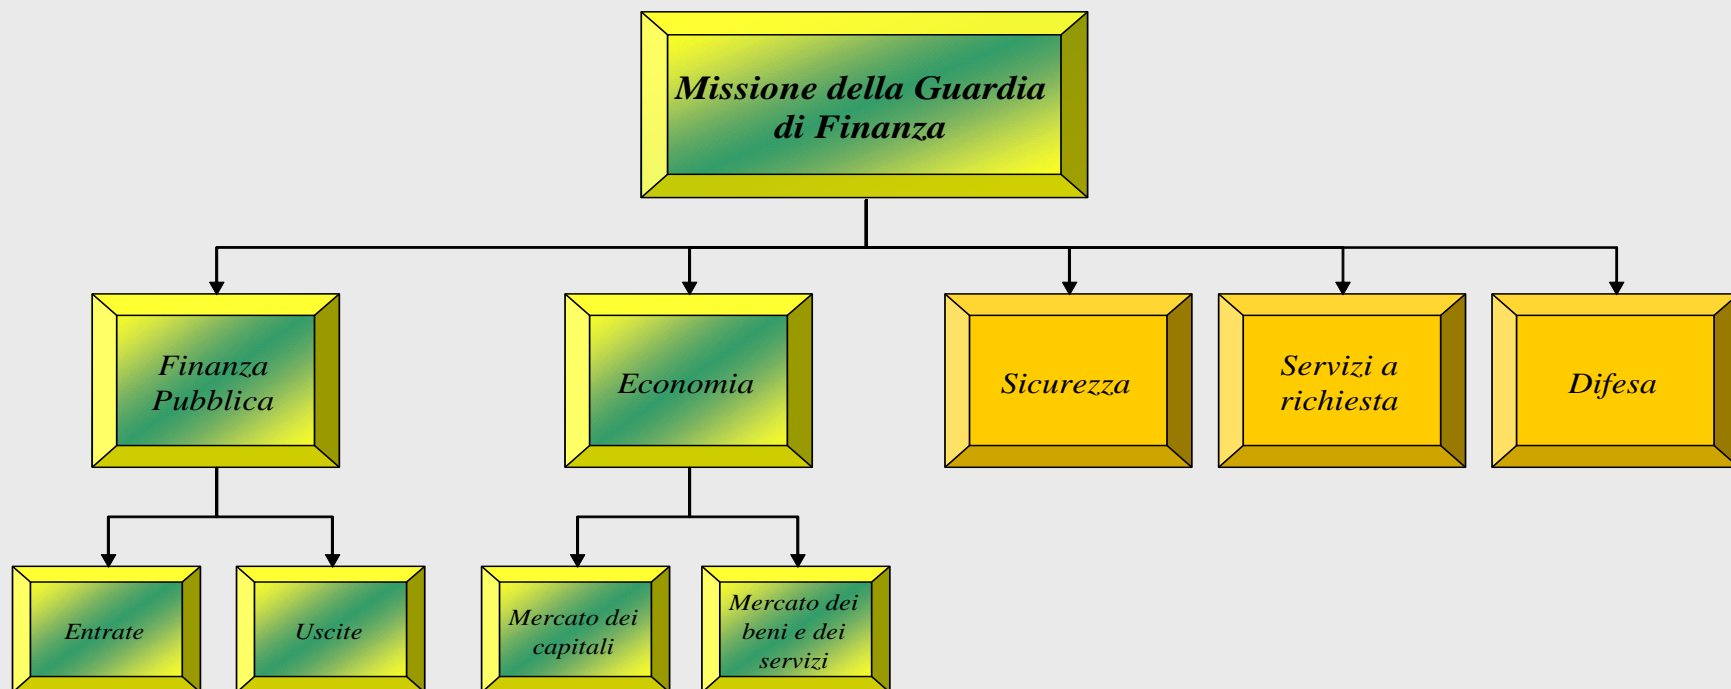 Missione della Guardia
di Finanza
Finanza
Pubblica
Economia
Sicurezza
Servizi a
richiesta
Difesa
Entrate
Uscite
Mercato dei
capitali
Mercato dei
beni e dei
servizi